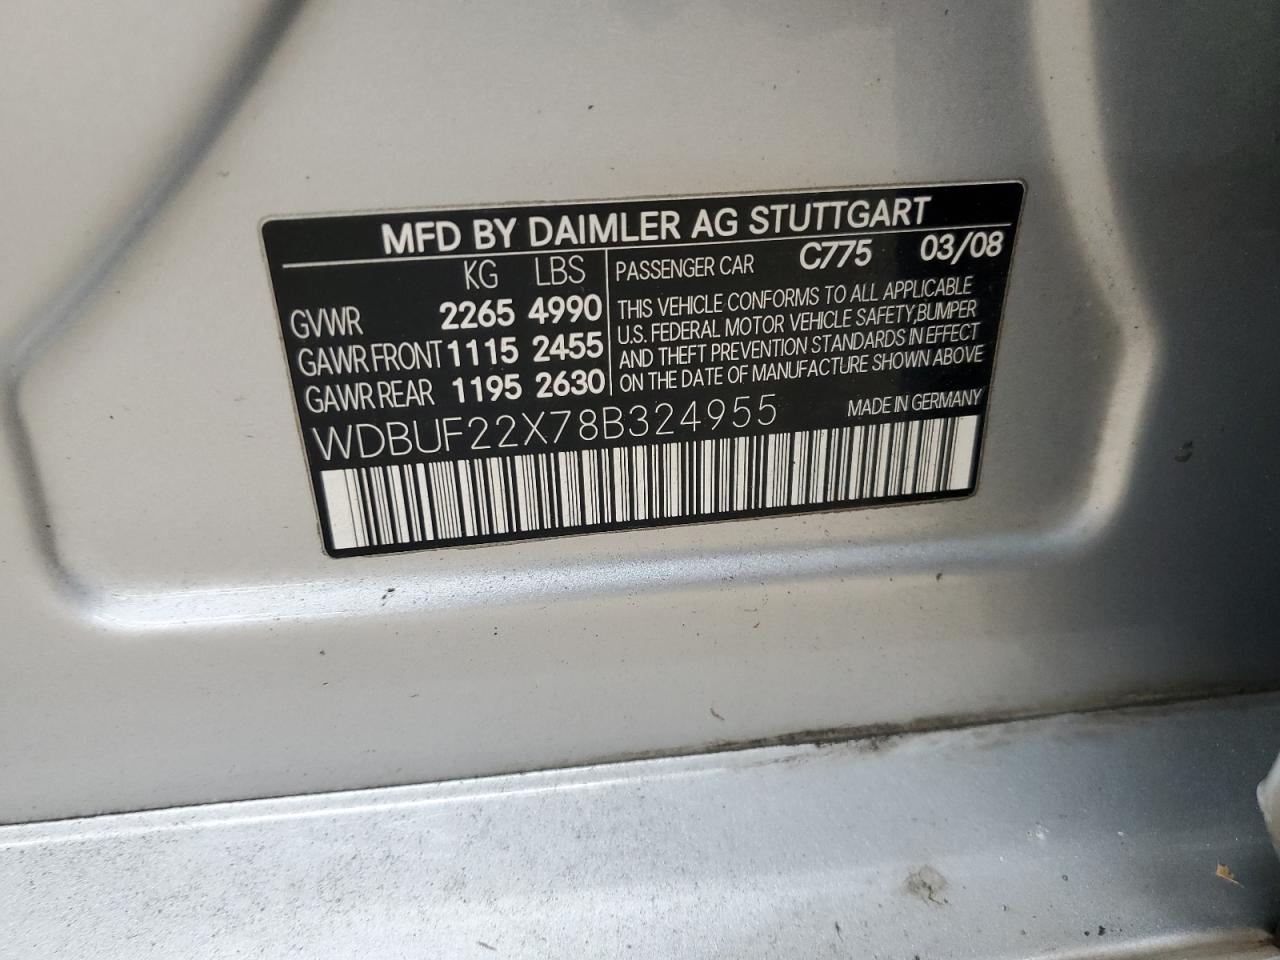 MFD BY DAIMLER AG STUTTGART
KG LBS
GVWR 2265 4990
GAWR FRONT 1115 2455
GAWR REAR 1195 2630
PASSENGER CAR C775 03/08
THIS VEHICLE CONFORMS TO ALL APPLICABLE
U.S. FEDERAL MOTOR VEHICLE SAFETY,BUMPER
AND THEFT PREVENTION STANDARDS IN EFFECT
ON THE DATE OF MANUFACTURE SHOWN ABOVE
WDBUF22X78B324955 MADE IN GERMANY